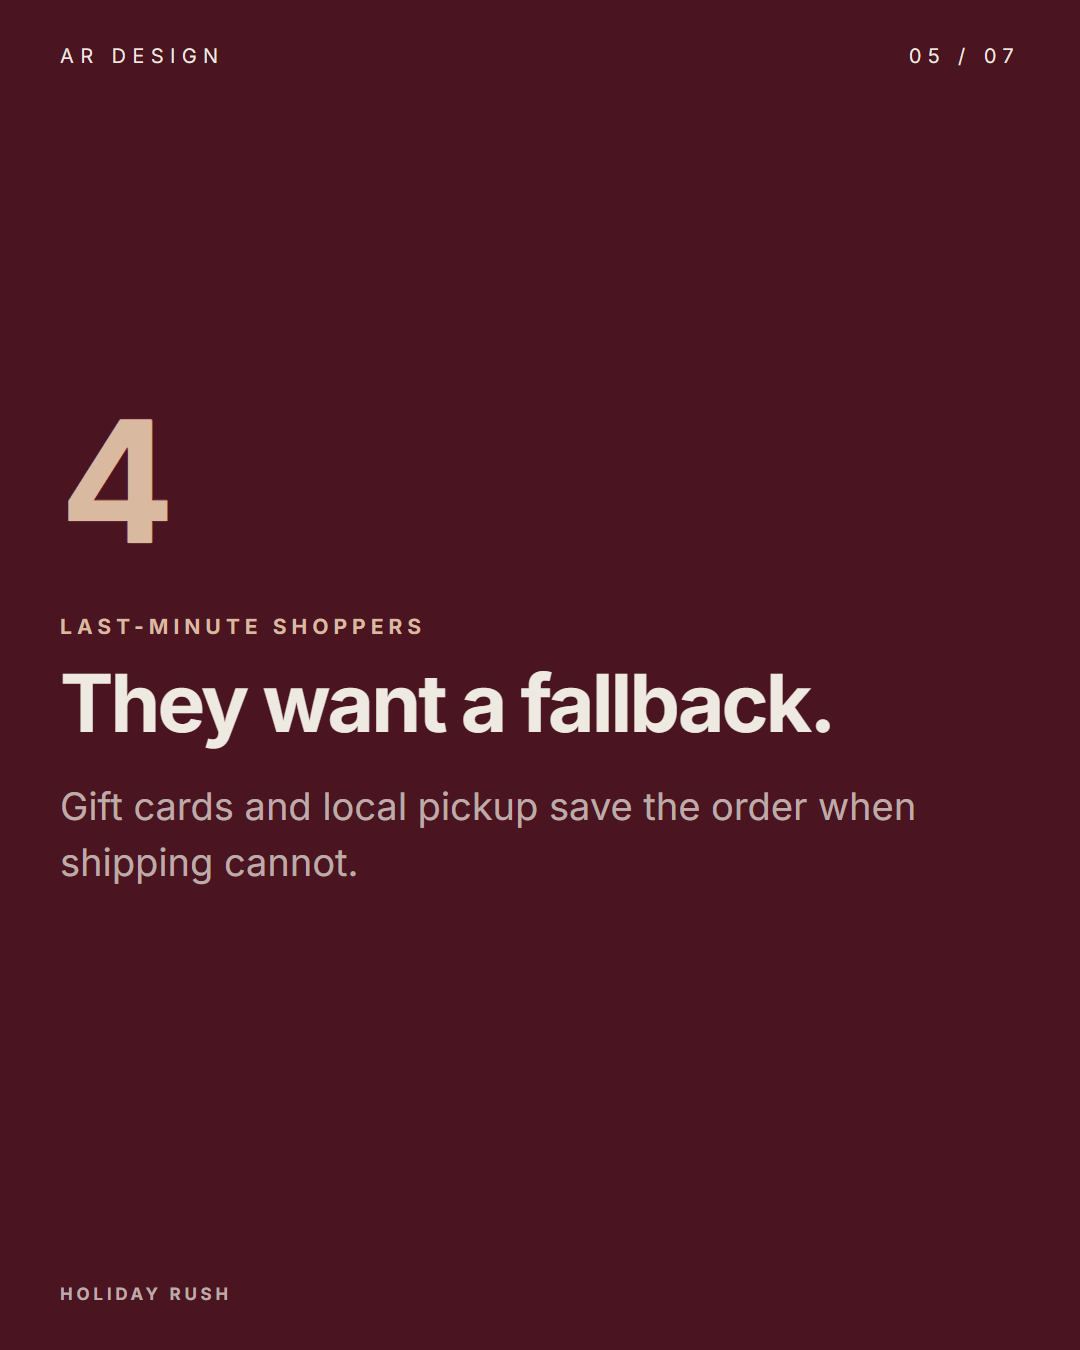 AR DESIGN
05 / 07
4
LAST-MINUTE SHOPPERS
They want a fallback.
Gift cards and local pickup save the order when
shipping cannot.
HOLIDAY RUSH